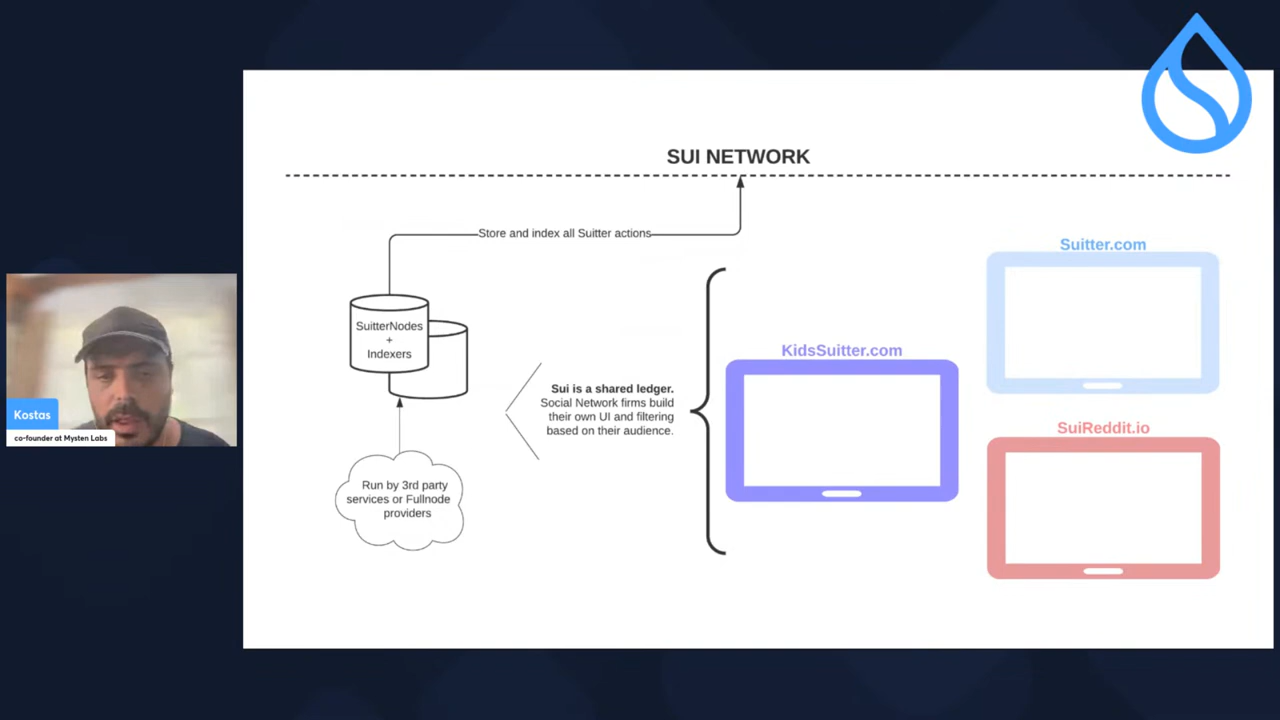 SUI NETWORK
Store and index all Suitter actions
Suitter.com
SuitterNodes
+
Indexers
KidsSuitter.com
Sui is a shared ledger.
Social Network firms build
their own UI and filtering
based on their audience.
Kostas
co-founder at Mysten Labs
SuiReddit.io
Run by 3rd party
services or Fullnode
providers